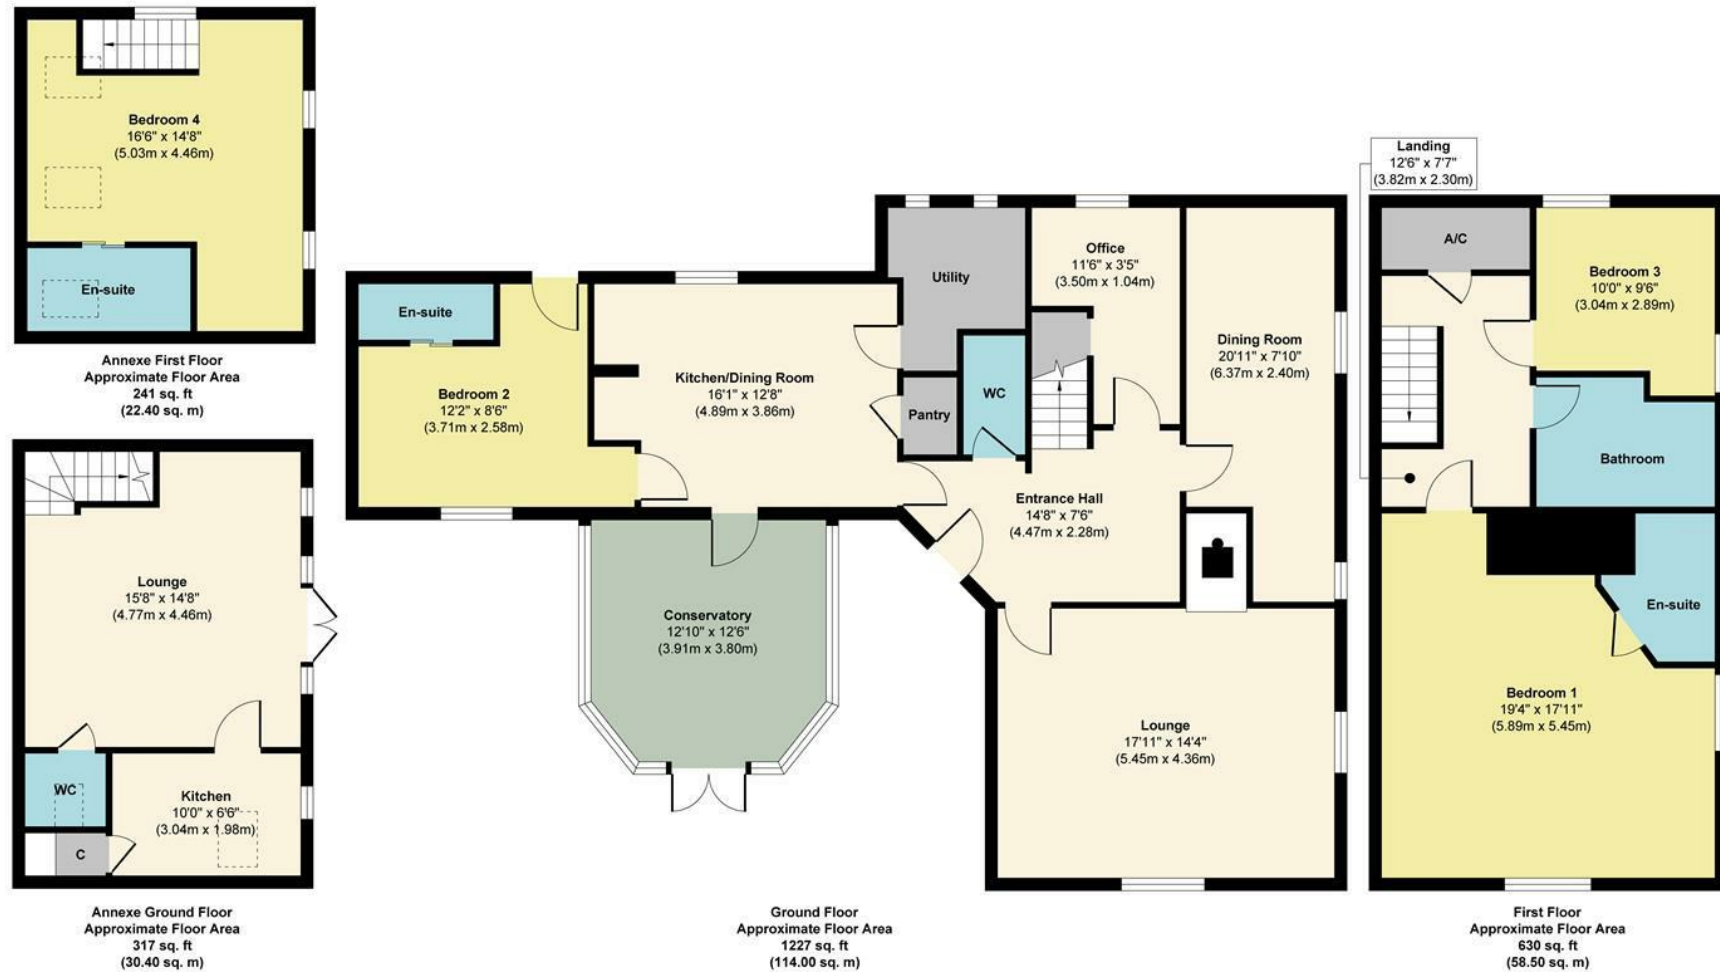 Bedroom 4
16'6" x 14'8"
(5.03m x 4.46m)
En-suite
Annexe First Floor
Approximate Floor Area
241 sq. ft
(22.40 sq. m)
Lounge
15'8" x 14'8"
(4.77m x 4.46m)
WC
Kitchen
10'0" x 6'6"
(3.04m x 1.98m)
C
Annexe Ground Floor
Approximate Floor Area
317 sq. ft
(30.40 sq. m)
En-suite
Bedroom 2
12'2" x 8'6"
(3.71m x 2.58m)
Kitchen/Dining Room
16'1" x 12'8"
(4.89m x 3.86m)
Utility
Pantry
WC
Office
11'6" x 3'5"
(3.50m x 1.04m)
Dining Room
20'11" x 7'10"
(6.37m x 2.40m)
Entrance Hall
14'8" x 7'6"
(4.47m x 2.28m)
Conservatory
12'10" x 12'6"
(3.91m x 3.80m)
Lounge
17'11" x 14'4"
(5.45m x 4.36m)
Ground Floor
Approximate Floor Area
1227 sq. ft
(114.00 sq. m)
Landing
12'6" x 7'7"
(3.82m x 2.30m)
A/C
Bedroom 3
10'0" x 9'6"
(3.04m x 2.89m)
Bathroom
En-suite
Bedroom 1
19'4" x 17'11"
(5.89m x 5.45m)
First Floor
Approximate Floor Area
630 sq. ft
(58.50 sq. m)